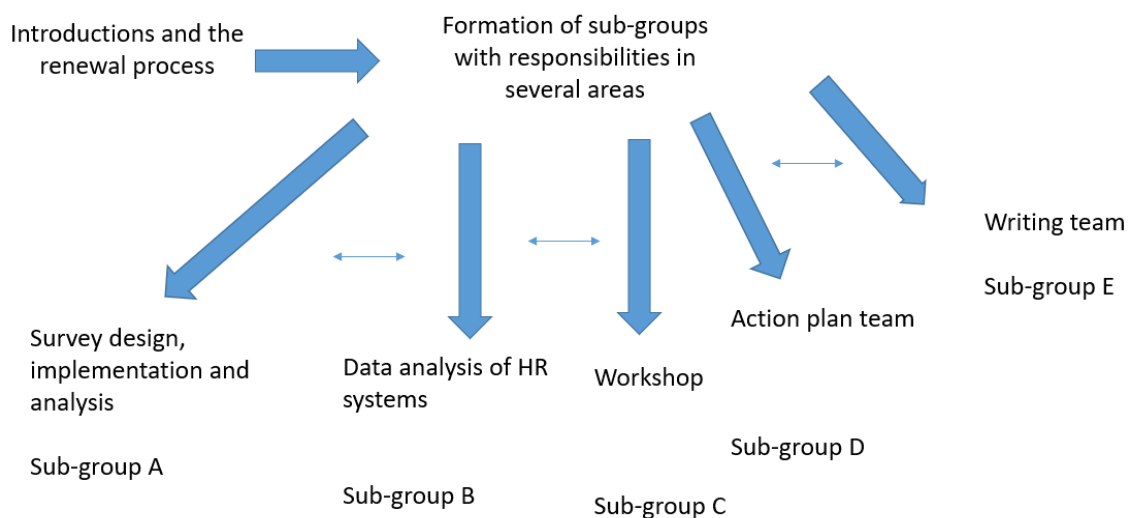 Introductions and the
renewal process
Formation of sub-groups
with responsibilities in
several areas
Survey design,
implementation and
analysis
Sub-group A
Data analysis of HR
systems
Sub-group B
Workshop
Sub-group C
Action plan team
Sub-group D
Writing team
Sub-group E